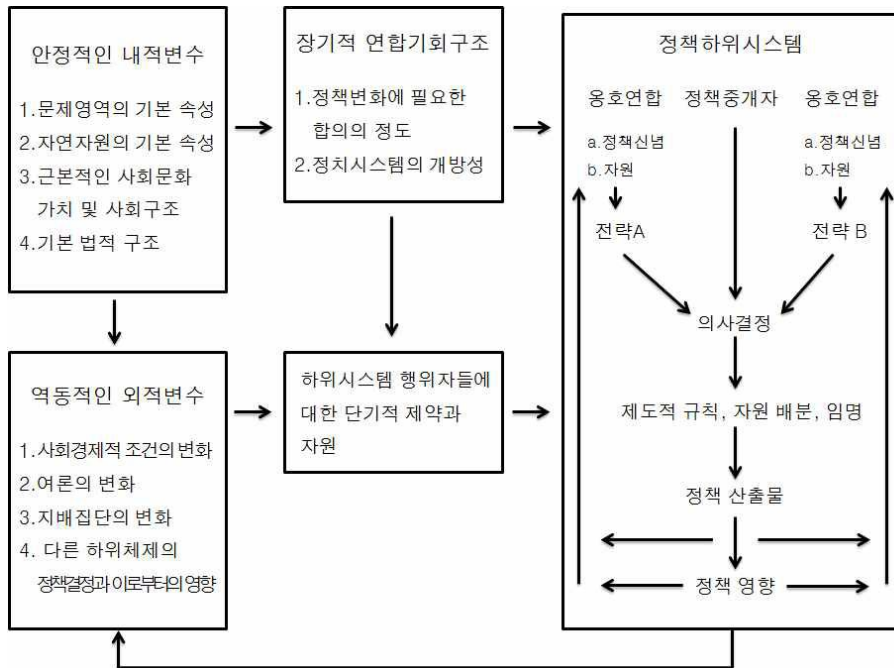 안정적인 내적변수
1.문제영역의 기본 속성
2.자연자원의 기본 속성
3.근본적인 사회문화
가치 및 사회구조
4.기본 법적 구조
장기적 연합기회구조
1.정책변화에 필요한
합의의 정도
2.정치시스템의 개방성
역동적인 외적변수
1.사회경제적 조건의 변화
2.여론의 변화
3.지배집단의 변화
4. 다른 하위체제의
정책결정과 이로부터의 영향
하위시스템 행위자들에
대한 단기적 제약과
자원
정책하위시스템
옹호연합 정책중개자 옹호연합
a.정책신념 a.정책신념
b.자원 b.자원
전략A 전략 B
의사결정
제도적 규칙, 자원 배분, 임명
정책 산출물
정책 영향